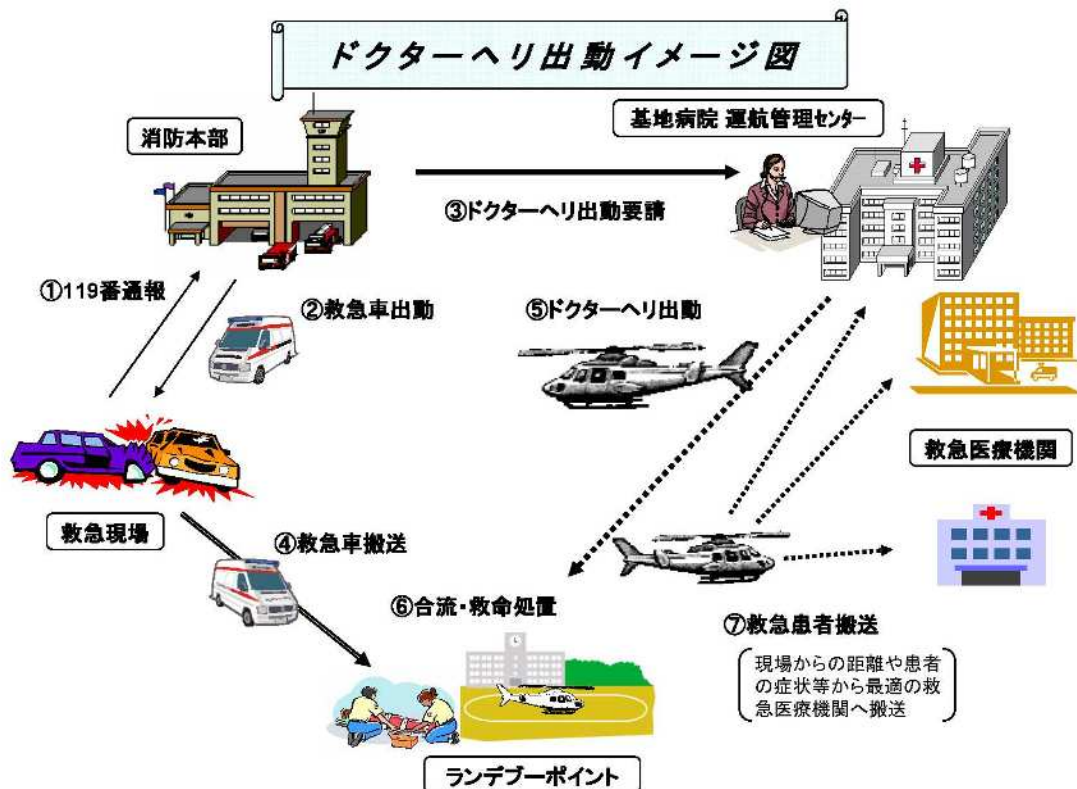 ドクターヘリ出動イメージ図
消防本部
基地病院 運航管理センター
③ドクターヘリ出動要請
①119番通報
②救急車出動
⑤ドクターヘリ出動
救急医療機関
救急現場
④救急車搬送
⑥合流・救命処置
⑦救急患者搬送
現場からの距離や患者
の症状等から最適の救
急医療機関へ搬送
ランデブーポイント